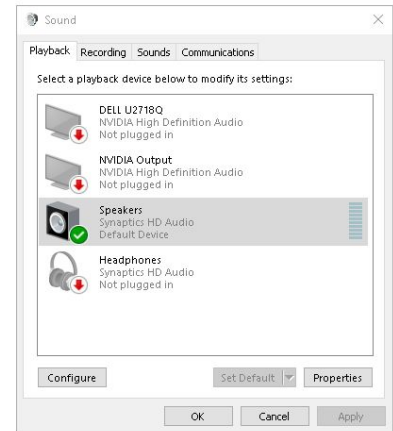 Sound
Playback Recording Sounds Communications
Select a playback device below to modify its settings:
DELL U2718Q
NVIDIA High Definition Audio
Not plugged in
NVIDIA Output
NVIDIA High Definition Audio
Not plugged in
Speakers
Synaptics HD Audio
Default Device
Headphones
Synaptics HD Audio
Not plugged in
Configure Set Default Properties
OK Cancel Apply